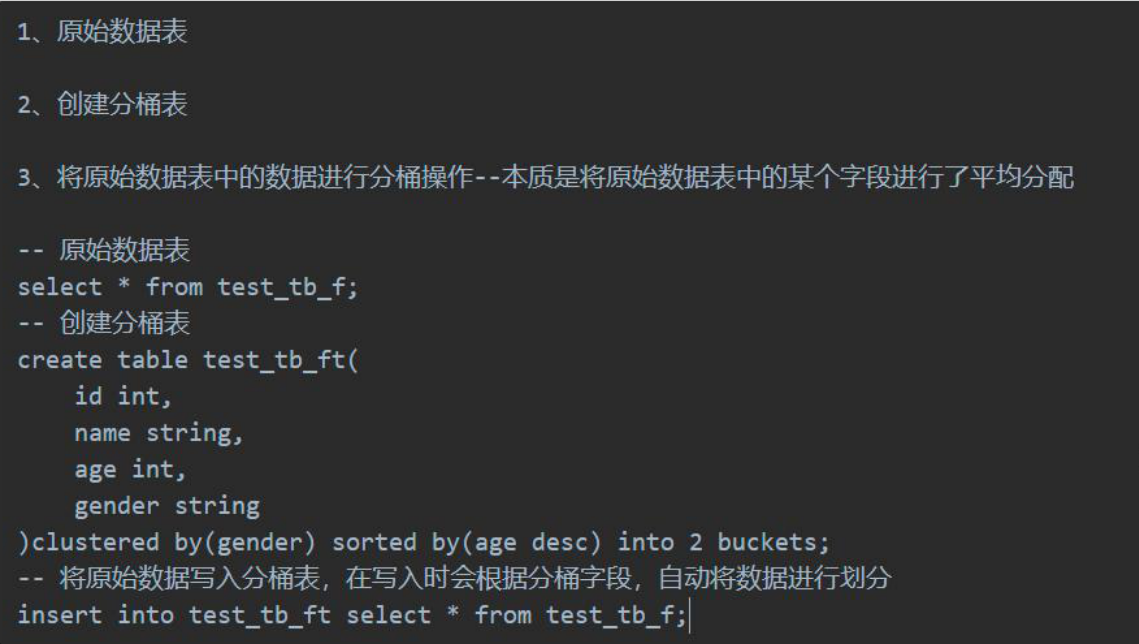 1、原始数据表
2、创建分桶表
3、将原始数据表中的数据进行分桶操作--本质是将原始数据表中的某个字段进行了平均分配
-- 原始数据表
select * from test_tb_f;
-- 创建分桶表
create table test_tb_ft(
    id int,
    name string,
    age int,
    gender string
)clustered by(gender) sorted by(age desc) into 2 buckets;
-- 将原始数据写入分桶表，在写入时会根据分桶字段，自动将数据进行划分
insert into test_tb_ft select * from test_tb_f;